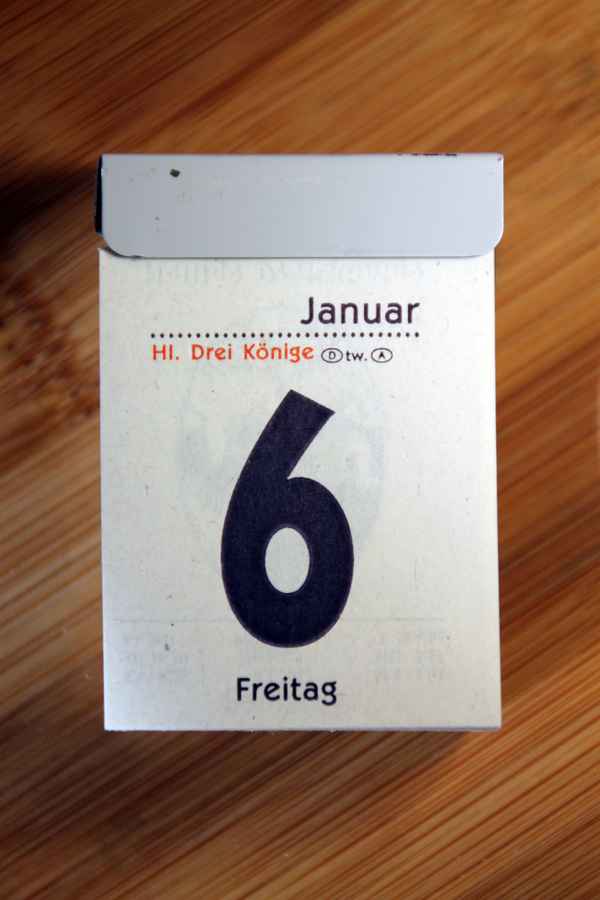 Januar
Hl. Drei Könige D tw. A
6
Freitag